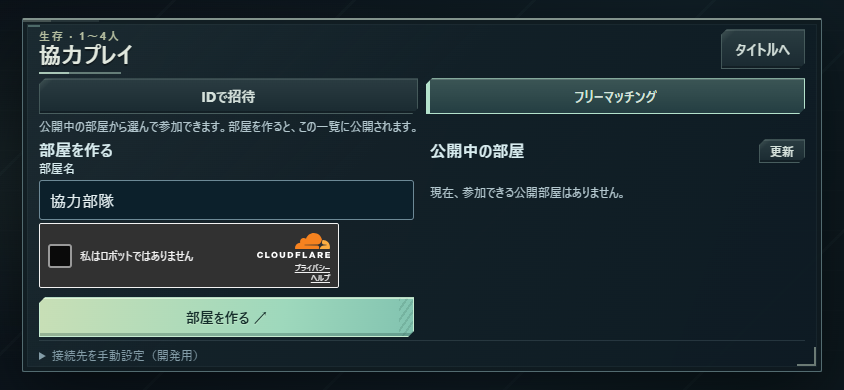 生存 · 1〜4人
協力プレイ
タイトルへ
IDで招待
フリーマッチング
公開中の部屋から選んで参加できます。部屋を作ると、この一覧に公開されます。
部屋を作る
部屋名
協力部隊
私はロボットではありません
CLOUDFLARE
プライバシー
ヘルプ
部屋を作る ↗
▶ 接続先を手動設定（開発用）
公開中の部屋
更新
現在、参加できる公開部屋はありません。